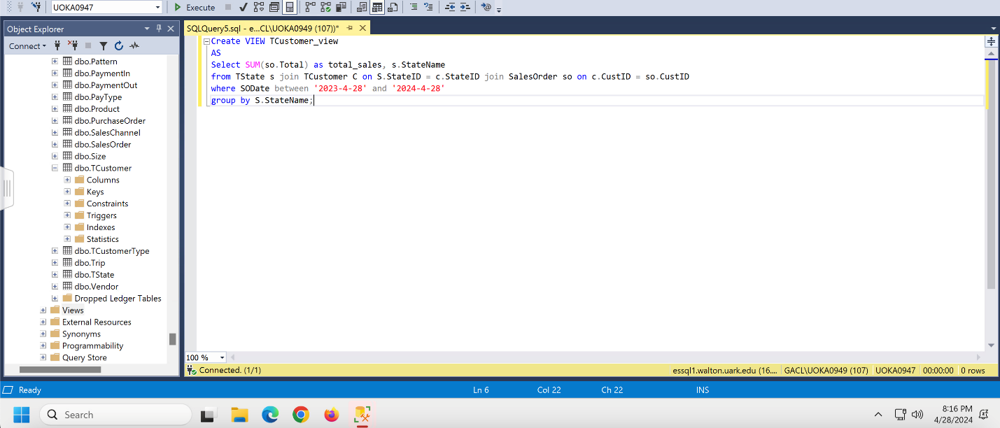 UOKA0947
Execute
Object Explorer
SQLQuery5.sql - e...CL\UOKA0949 (107))*
Connect
dbo.Pattern
dbo.PaymentIn
dbo.PaymentOut
dbo.PayType
dbo.Product
dbo.PurchaseOrder
dbo.SalesChannel
dbo.SalesOrder
dbo.Size
dbo.TCustomer
Columns
Keys
Constraints
Triggers
Indexes
Statistics
dbo.TCustomerType
dbo.Trip
dbo.TState
dbo.Vendor
Dropped Ledger Tables
Views
External Resources
Synonyms
Programmability
Query Store
Create VIEW TCustomer_view
AS
Select SUM(so.Total) as total_sales, s.StateName
from TState s join TCustomer C on S.StateID = c.StateID join SalesOrder so on c.CustID = so.CustID
where SODate between '2023-4-28' and '2024-4-28'
group by S.StateName;
100 %
Connected. (1/1)
essql1.walton.uark.edu (16.... GACL\UOKA0949 (107) UOKA0947 00:00:00 0 rows
Ready
Ln 6 Col 22 Ch 22 INS
Search
8:16 PM
4/28/2024